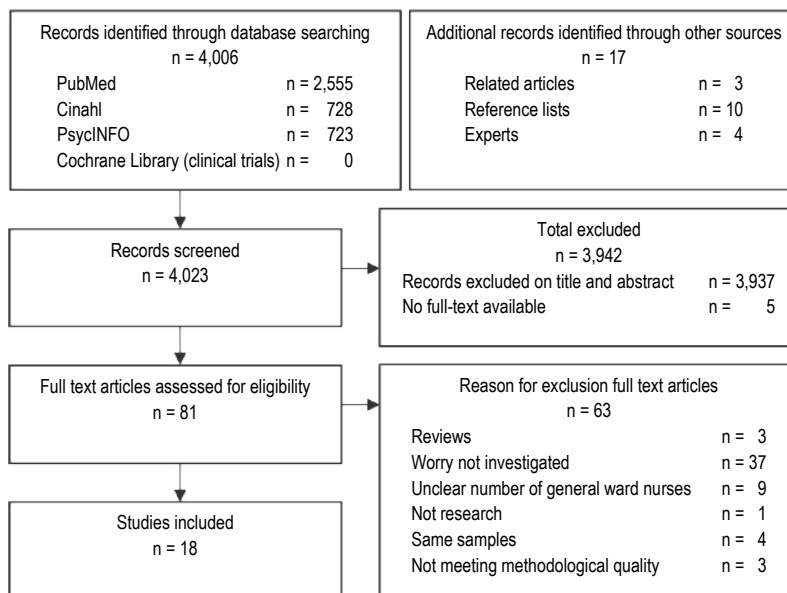 Records identified through database searching
n = 4,006
PubMed n = 2,555
Cinahl n = 728
PsycINFO n = 723
Cochrane Library (clinical trials) n = 0
Additional records identified through other sources
n = 17
Related articles n = 3
Reference lists n = 10
Experts n = 4
Records screened
n = 4,023
Total excluded
n = 3,942
Records excluded on title and abstract n = 3,937
No full-text available n = 5
Full text articles assessed for eligibility
n = 81
Reason for exclusion full text articles
n = 63
Reviews n = 3
Worry not investigated n = 37
Unclear number of general ward nurses n = 9
Not research n = 1
Same samples n = 4
Not meeting methodological quality n = 3
Studies included
n = 18